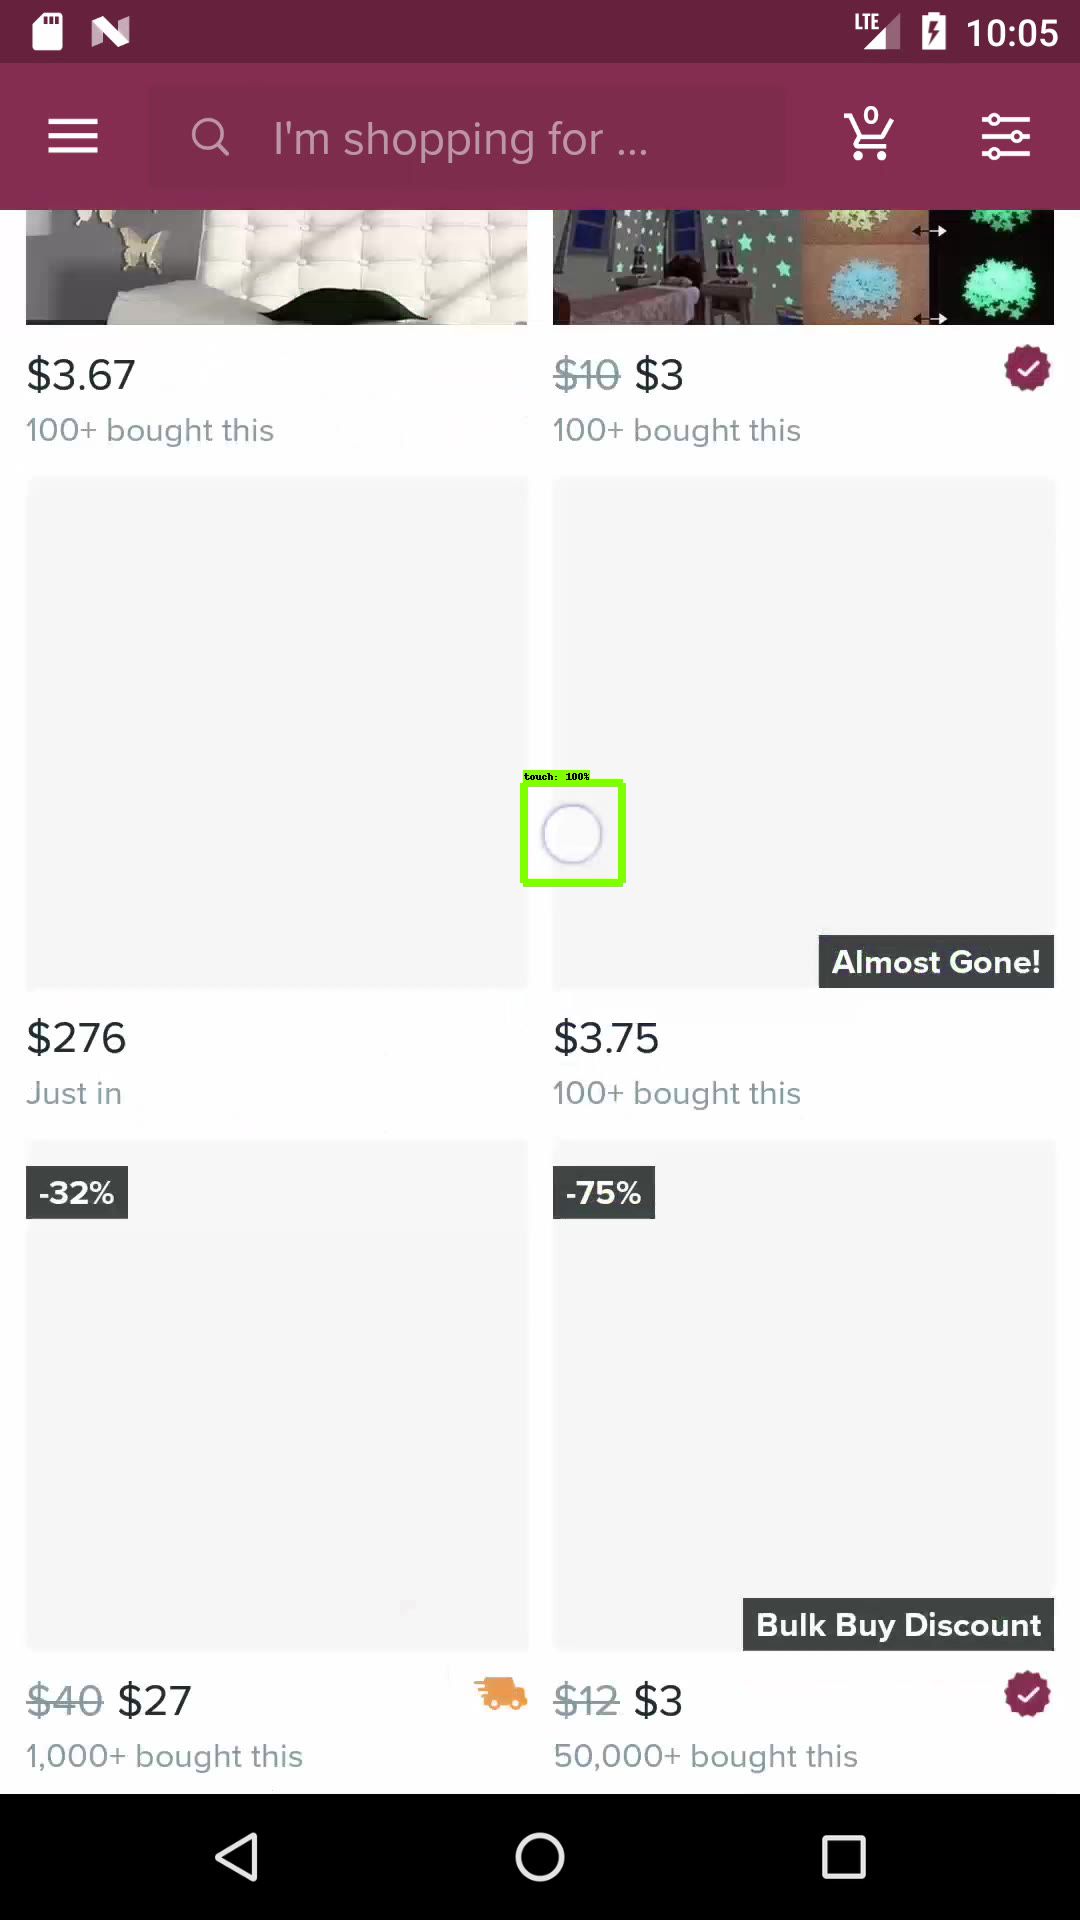 LTE 10:05
I'm shopping for ...
0
$3.67
$10 $3
100+ bought this
100+ bought this
touch: 100%
Almost Gone!
$276
$3.75
Just in
100+ bought this
-32%
-75%
Bulk Buy Discount
$40 $27
$12 $3
1,000+ bought this
50,000+ bought this